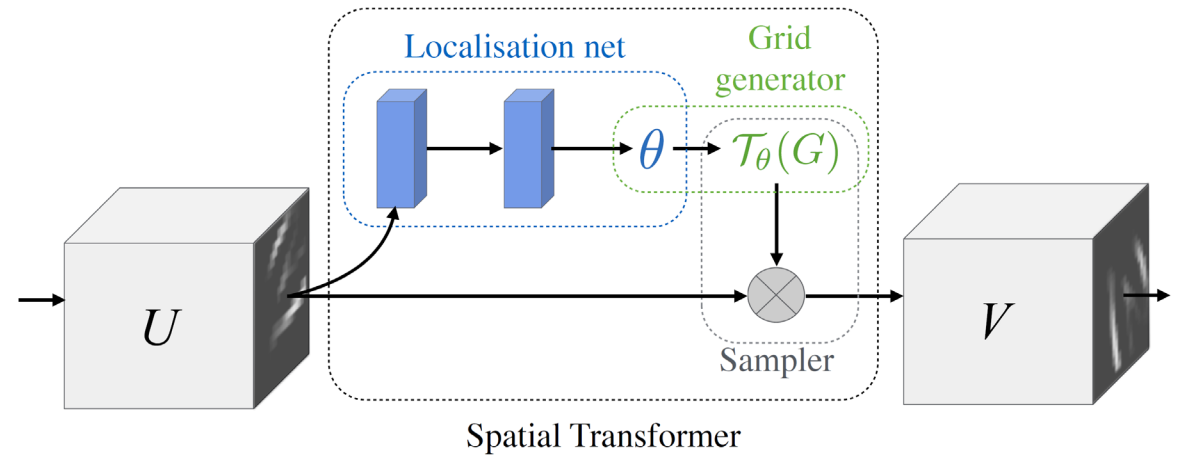 Localisation net
Grid
generator
θ
𝒯θ(G)
U
V
Sampler
Spatial Transformer